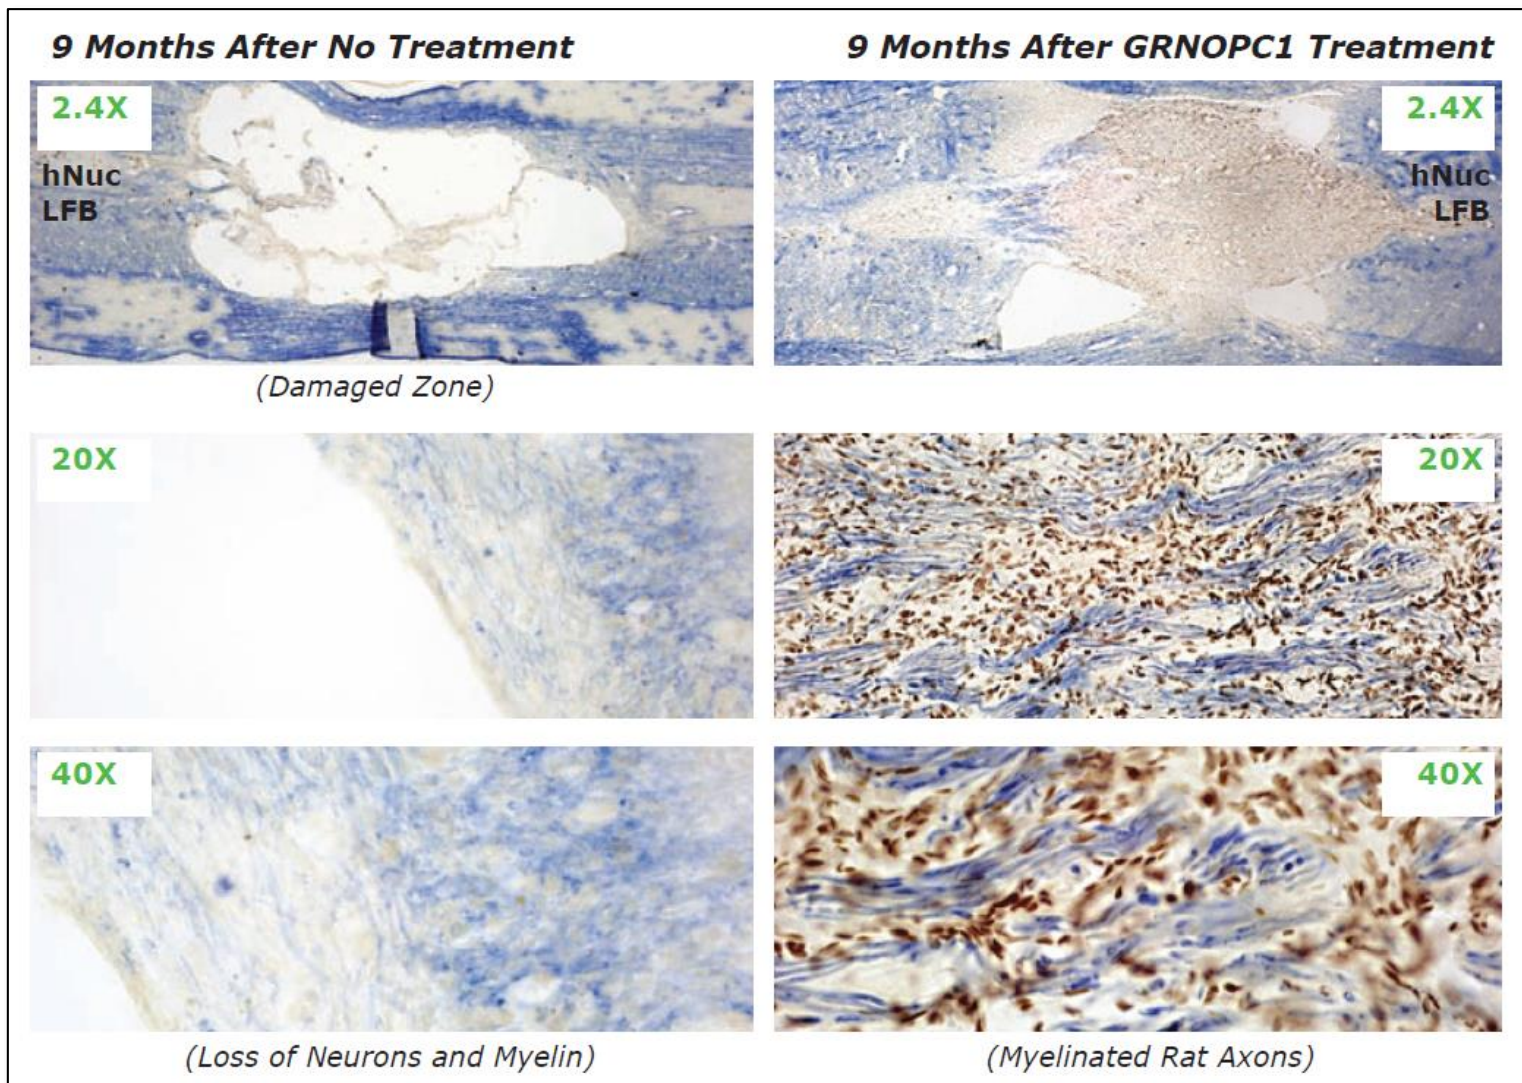 9 Months After No Treatment
9 Months After GRNOPC1 Treatment
2.4X
hNuc
LFB
2.4X
hNuc
LFB
(Damaged Zone)
20X
20X
40X
40X
(Loss of Neurons and Myelin)
(Myelinated Rat Axons)